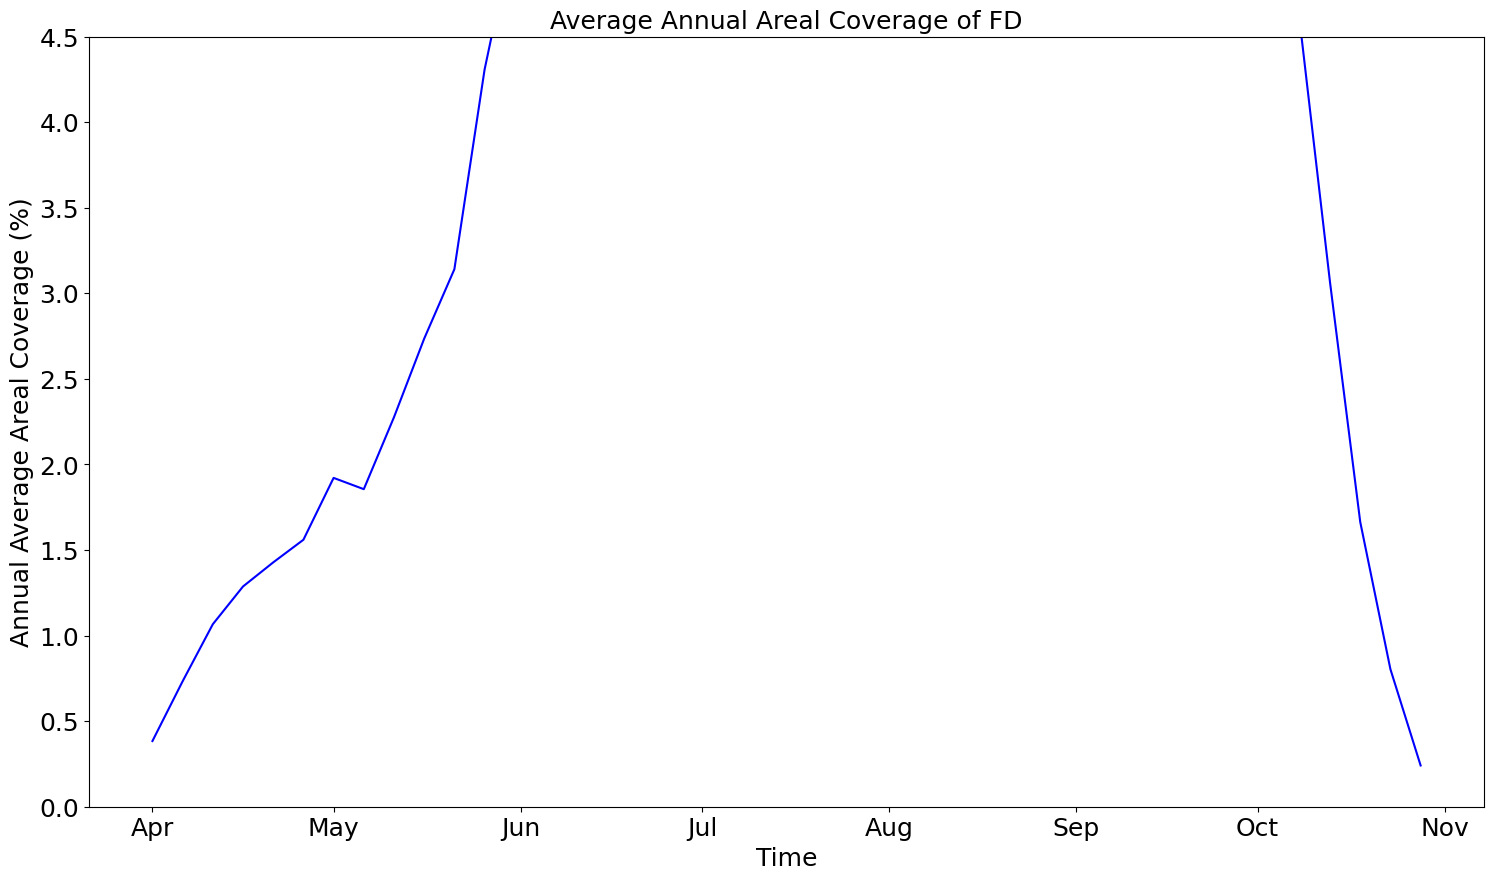 Average Annual Areal Coverage of FD
Annual Average Areal Coverage (%)
4.5
4.0
3.5
3.0
2.5
2.0
1.5
1.0
0.5
0.0
Apr May Jun Jul Aug Sep Oct Nov
Time